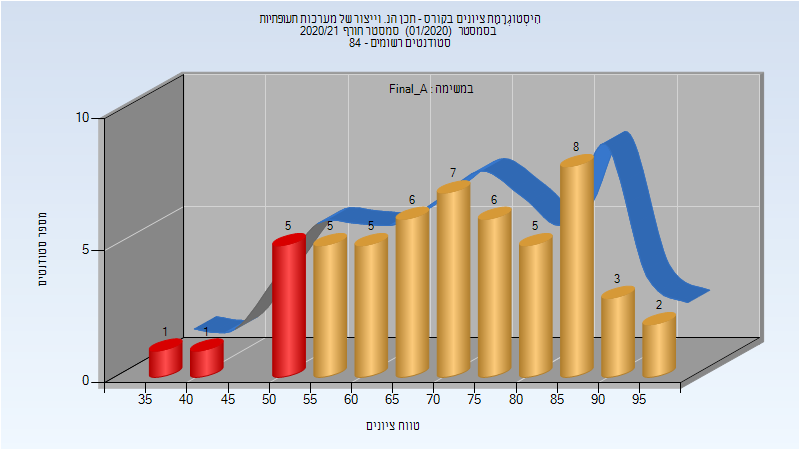 הִיסְטוֹגְרָמַת ציונים בקורס - תכן הנ. וייצור של מערכות תעופתיות
בסמסטר (01/2020) סמסטר חורף 2020/21
סטודנטים רשומים - 84
במשימה : Final_A
מספר סטודנטים
10
5
0
1
1
5
5
5
6
7
6
5
8
3
2
35 40 45 50 55 60 65 70 75 80 85 90 95
טווח ציונים